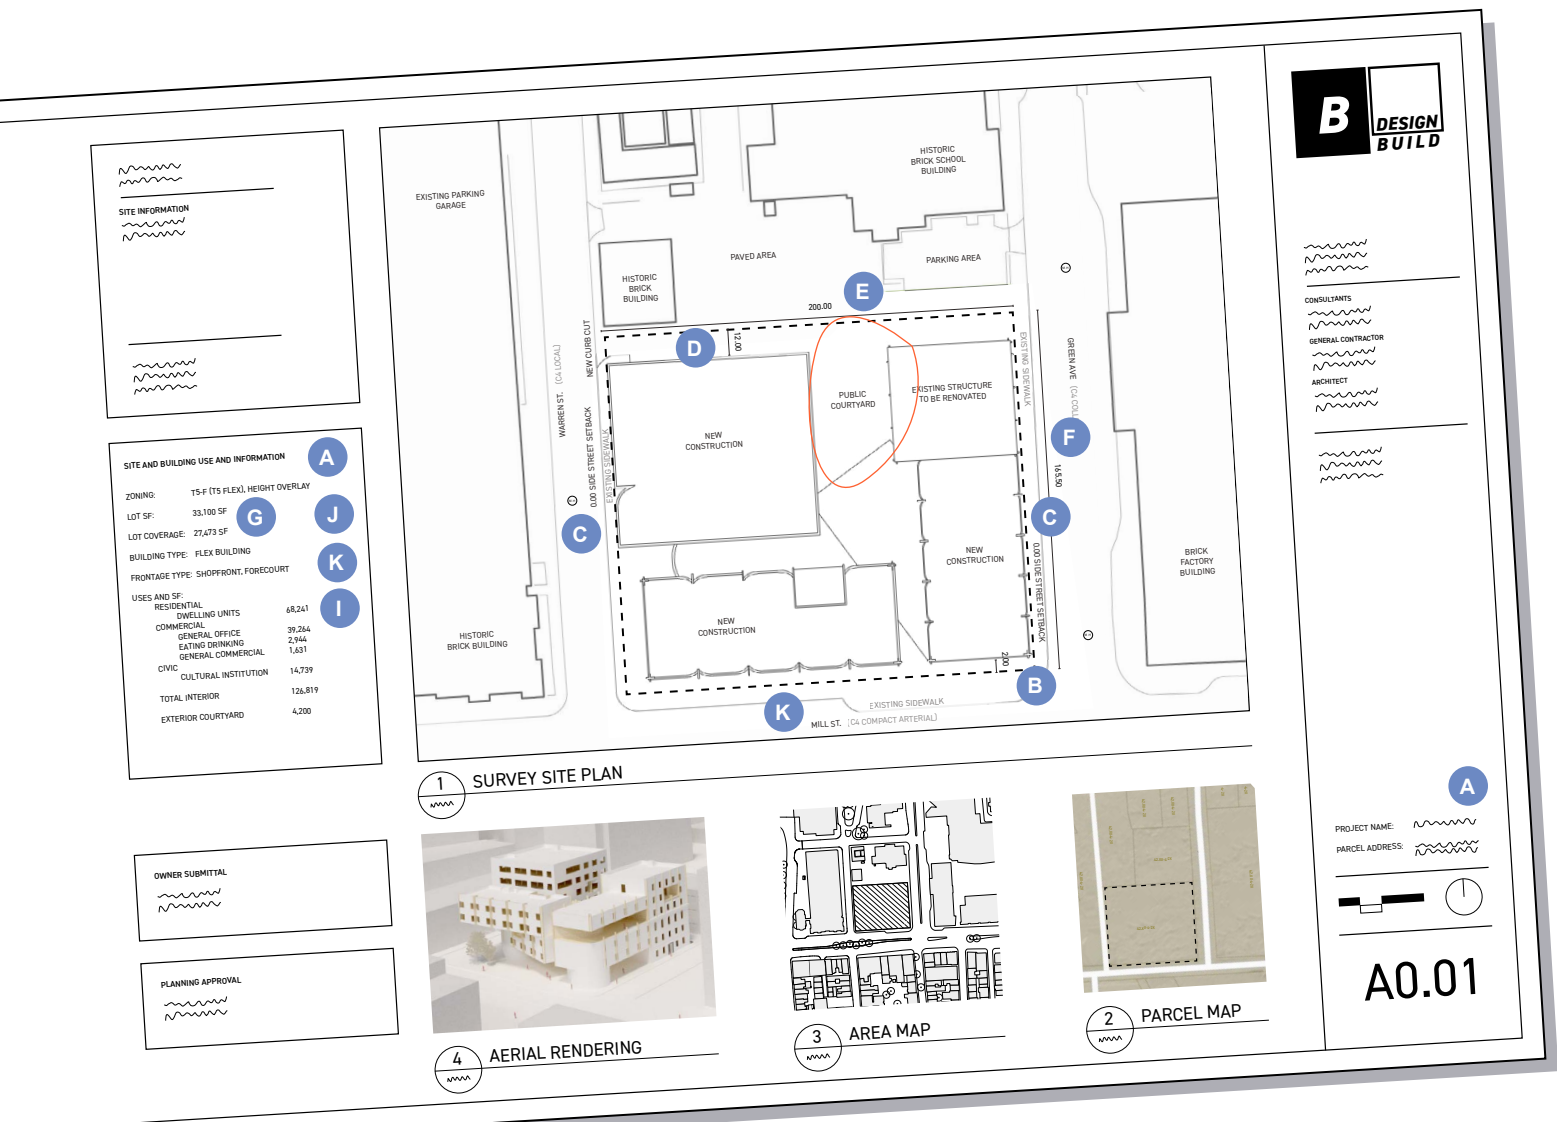 SITE INFORMATION
SITE AND BUILDING USE AND INFORMATION
A
ZONING: T5-F (T5 FLEX), HEIGHT OVERLAY
LOT SF: 33,100 SF
G
J
LOT COVERAGE: 27,473 SF
BUILDING TYPE: FLEX BUILDING
K
FRONTAGE TYPE: SHOPFRONT, FORECOURT
USES AND SF:
I
RESIDENTIAL
DWELLING UNITS 68,241
COMMERCIAL
GENERAL OFFICE 39,264
EATING DRINKING 2,944
GENERAL COMMERCIAL 1,631
CIVIC
CULTURAL INSTITUTION 14,739
TOTAL INTERIOR 126,819
EXTERIOR COURTYARD 4,200
OWNER SUBMITTAL
PLANNING APPROVAL
EXISTING PARKING
GARAGE
HISTORIC
BRICK SCHOOL
BUILDING
PAVED AREA
PARKING AREA
HISTORIC
BRICK
BUILDING
E
200.00
D
12.00
NEW CURB CUT
WARREN ST. (C4 LOCAL)
0.00 SIDE STREET SETBACK
EXISTING SIDEWALK
C
NEW
CONSTRUCTION
PUBLIC
COURTYARD
EXISTING STRUCTURE
TO BE RENOVATED
EXISTING SIDEWALK
GREEN AVE (C4 COLL
F
165.50
C
0.00 SIDE STREET SETBACK
NEW
CONSTRUCTION
NEW
CONSTRUCTION
BRICK
FACTORY
BUILDING
HISTORIC
BRICK BUILDING
2.00
B
K
EXISTING SIDEWALK
MILL ST. (C4 COMPACT ARTERIAL)
1
SURVEY SITE PLAN
4
AERIAL RENDERING
3
AREA MAP
2
PARCEL MAP
B
DESIGN
BUILD
CONSULTANTS
GENERAL CONTRACTOR
ARCHITECT
A
PROJECT NAME:
PARCEL ADDRESS:
A0.01